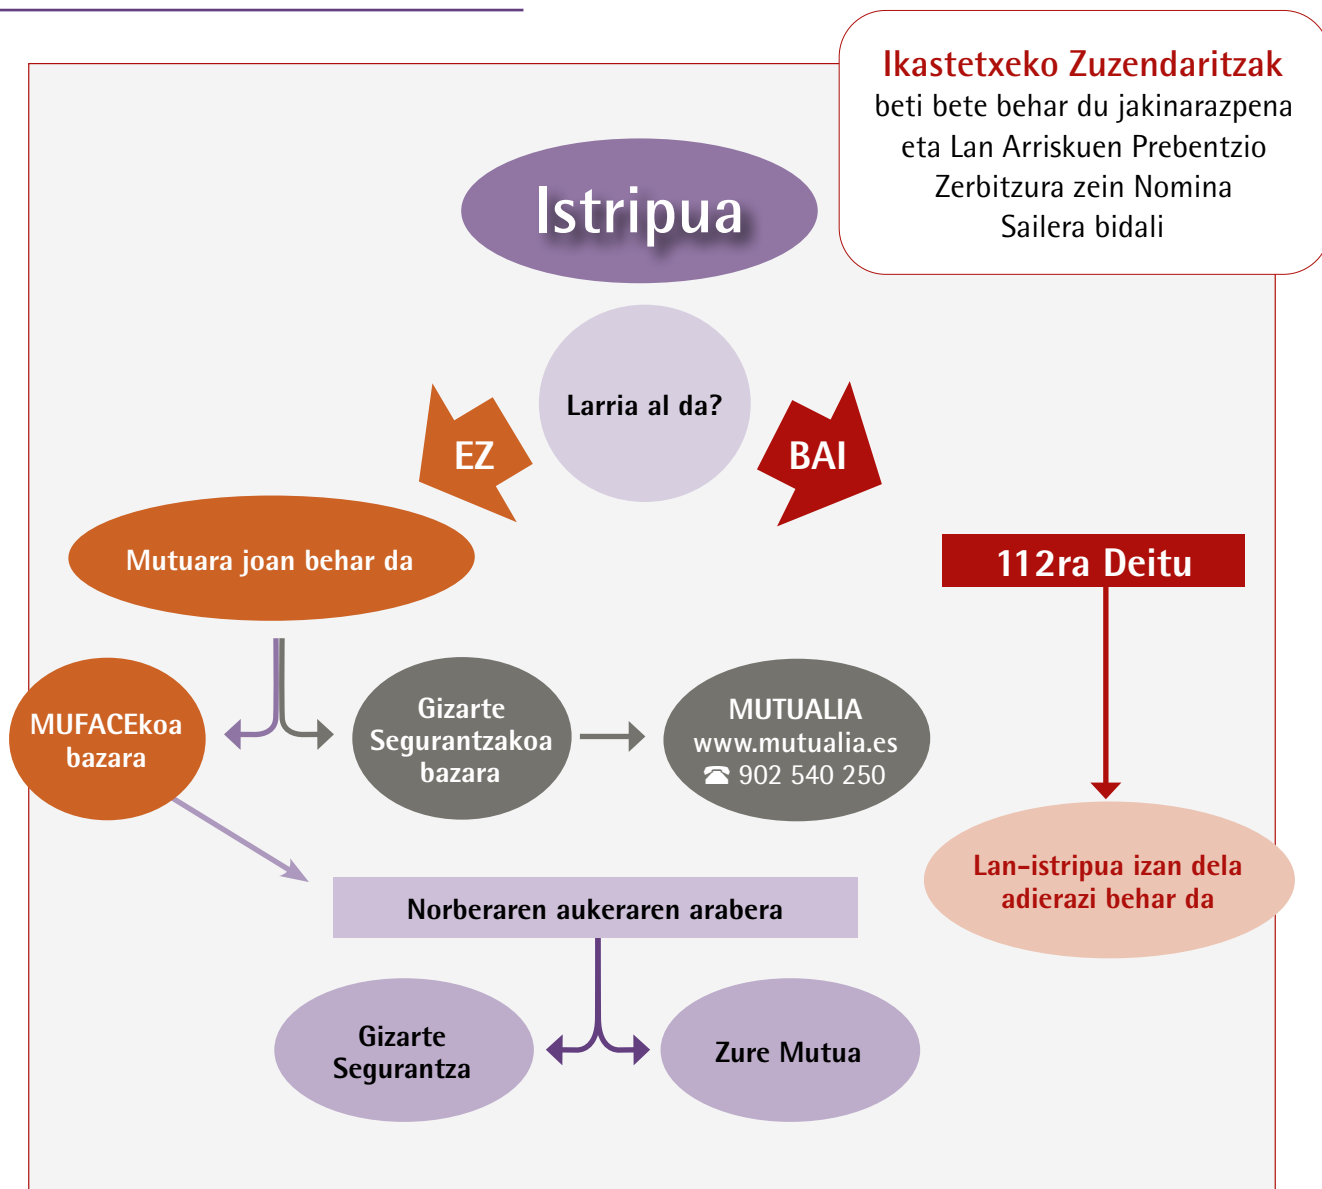 Ikastetxeko Zuzendaritzak
beti bete behar du jakinarazpena
eta Lan Arriskuen Prebentzio
Zerbitzura zein Nomina
Sailera bidali
Istripua
Larria al da?
EZ
BAI
Mutuara joan behar da
112ra Deitu
MUFACEkoa
bazara
Gizarte
Segurantzakoa
bazara
MUTUALIA
www.mutualia.es
☎ 902 540 250
Lan-istripua izan dela
adierazi behar da
Norberaren aukeraren arabera
Gizarte
Segurantza
Zure Mutua